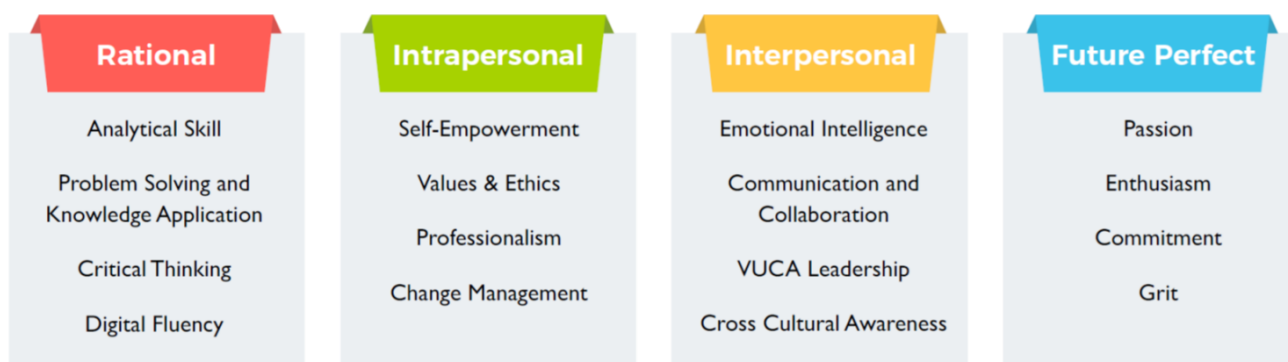 Rational
Analytical Skill
Problem Solving and
Knowledge Application
Critical Thinking
Digital Fluency
Intrapersonal
Self-Empowerment
Values & Ethics
Professionalism
Change Management
Interpersonal
Emotional Intelligence
Communication and
Collaboration
VUCA Leadership
Cross Cultural Awareness
Future Perfect
Passion
Enthusiasm
Commitment
Grit